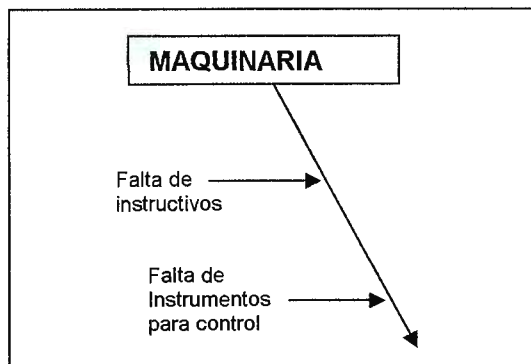 MAQUINARIA
Falta de
instructivos
Falta de
Instrumentos
para control